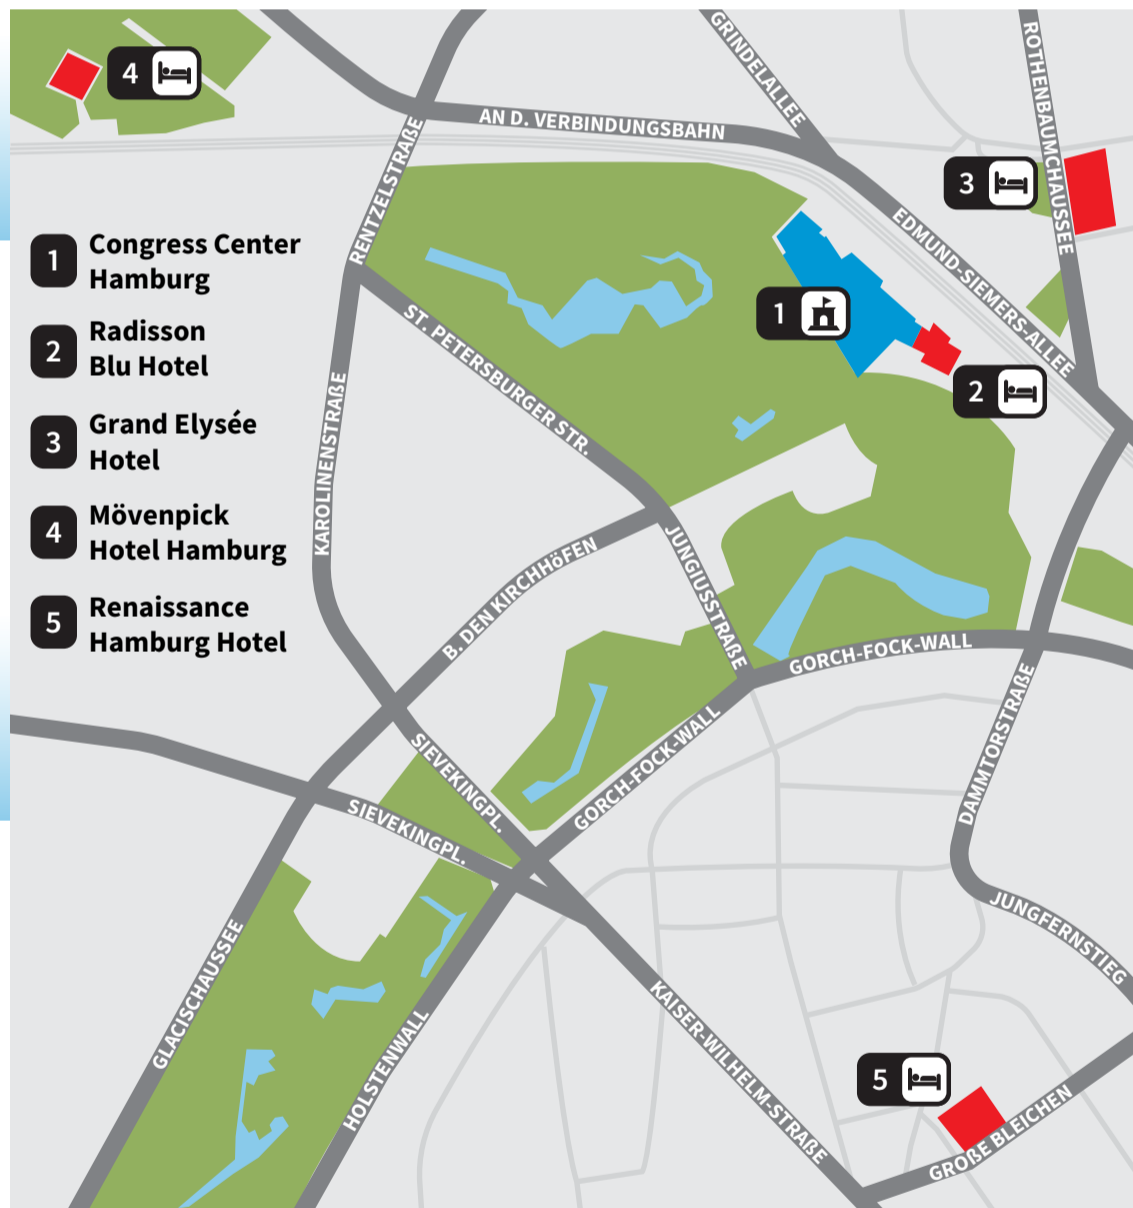 GRINDELALLEE
ROTHENBAUMCHAUSSEE
4
AN D. VERBINDUNGSBAHN
RENTZELSTRAßE
3
EDMUND-SIEMERS-ALLEE
1 Congress Center
Hamburg
2 Radisson
Blu Hotel
3 Grand Elysée
Hotel
4 Mövenpick
Hotel Hamburg
5 Renaissance
Hamburg Hotel
1
2
ST. PETERSBURGER STR.
KAROLINENSTRAßE
JUNGIUSSTRAßE
B. DEN KIRCHHöFEN
GORCH-FOCK-WALL
DAMMTORSTRAßE
GORCH-FOCK-WALL
SIEVEKINGPL.
SIEVEKINGPL.
JUNGFERNSTIEG
GLACISCHAUSSEE
HOLSTENWALL
KAISER-WILHELM-STRAßE
5
GROßE BLEICHEN